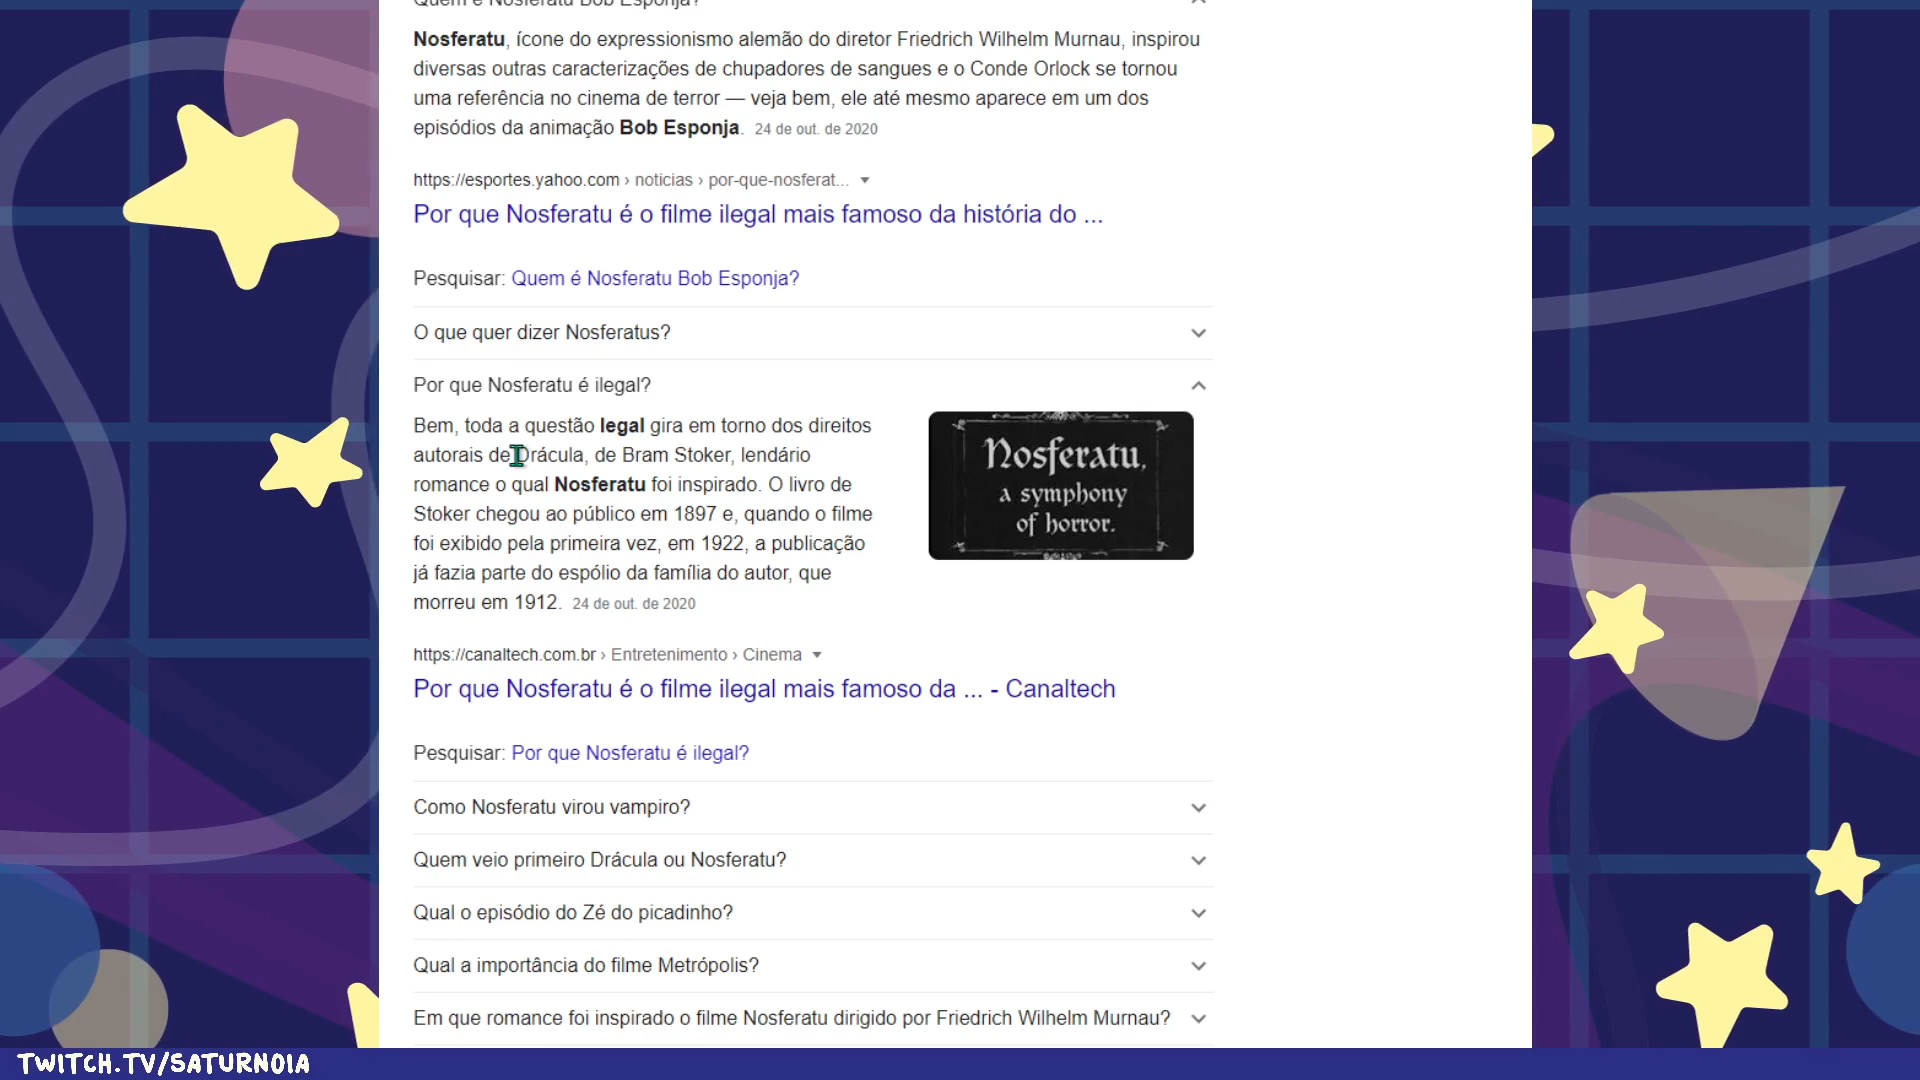 Quem é Nosferatu Bob Esponja?
Nosferatu, ícone do expressionismo alemão do diretor Friedrich Wilhelm Murnau, inspirou
diversas outras caracterizações de chupadores de sangues e o Conde Orlock se tornou
uma referência no cinema de terror — veja bem, ele até mesmo aparece em um dos
episódios da animação Bob Esponja. 24 de out. de 2020
https://esportes.yahoo.com › noticias › por-que-nosferat...
Por que Nosferatu é o filme ilegal mais famoso da história do ...
Pesquisar: Quem é Nosferatu Bob Esponja?
O que quer dizer Nosferatus?
Por que Nosferatu é ilegal?
Bem, toda a questão legal gira em torno dos direitos
autorais de Drácula, de Bram Stoker, lendário
romance o qual Nosferatu foi inspirado. O livro de
Stoker chegou ao público em 1897 e, quando o filme
foi exibido pela primeira vez, em 1922, a publicação
já fazia parte do espólio da família do autor, que
morreu em 1912. 24 de out. de 2020
Nosferatu,
a symphony
of horror.
https://canaltech.com.br › Entretenimento › Cinema
Por que Nosferatu é o filme ilegal mais famoso da ... - Canaltech
Pesquisar: Por que Nosferatu é ilegal?
Como Nosferatu virou vampiro?
Quem veio primeiro Drácula ou Nosferatu?
Qual o episódio do Zé do picadinho?
Qual a importância do filme Metrópolis?
Em que romance foi inspirado o filme Nosferatu dirigido por Friedrich Wilhelm Murnau?
TWITCH.TV/SATURNOIA